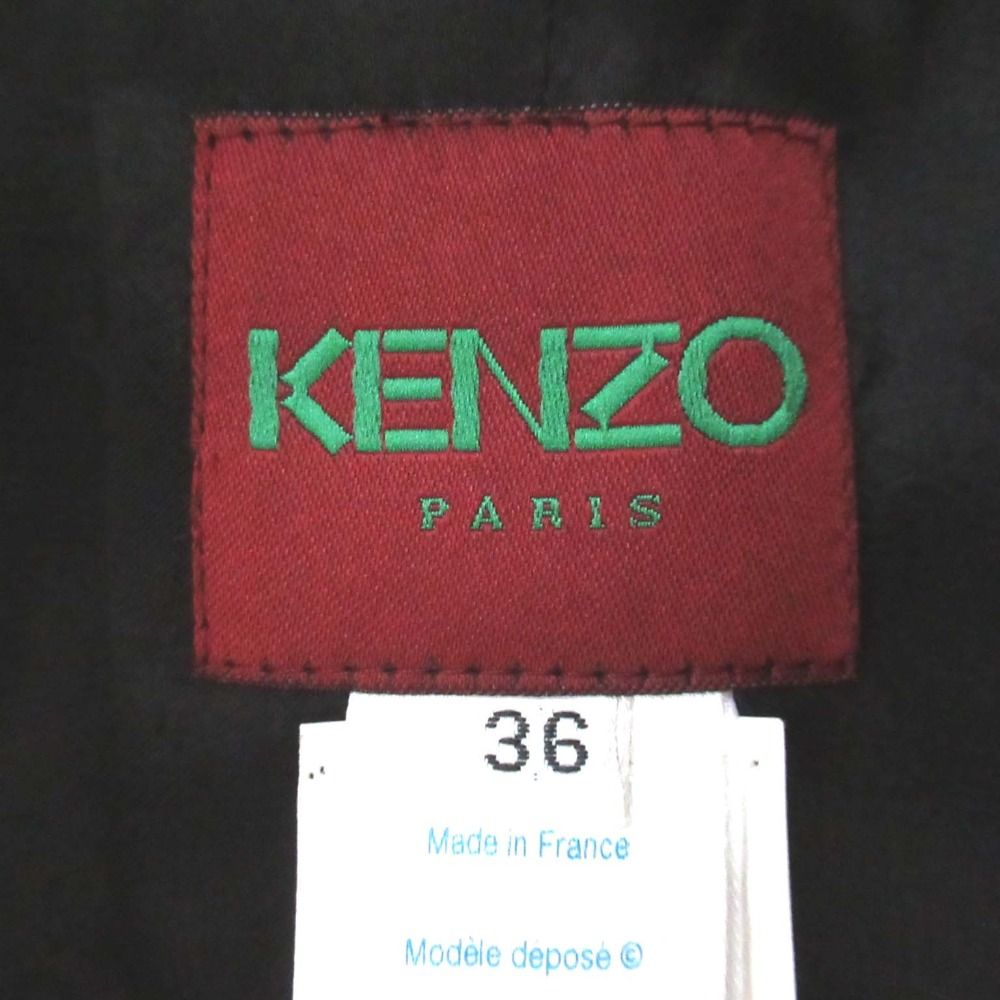 KENZO
PARIS
36
Made in France
Modèle déposé ©